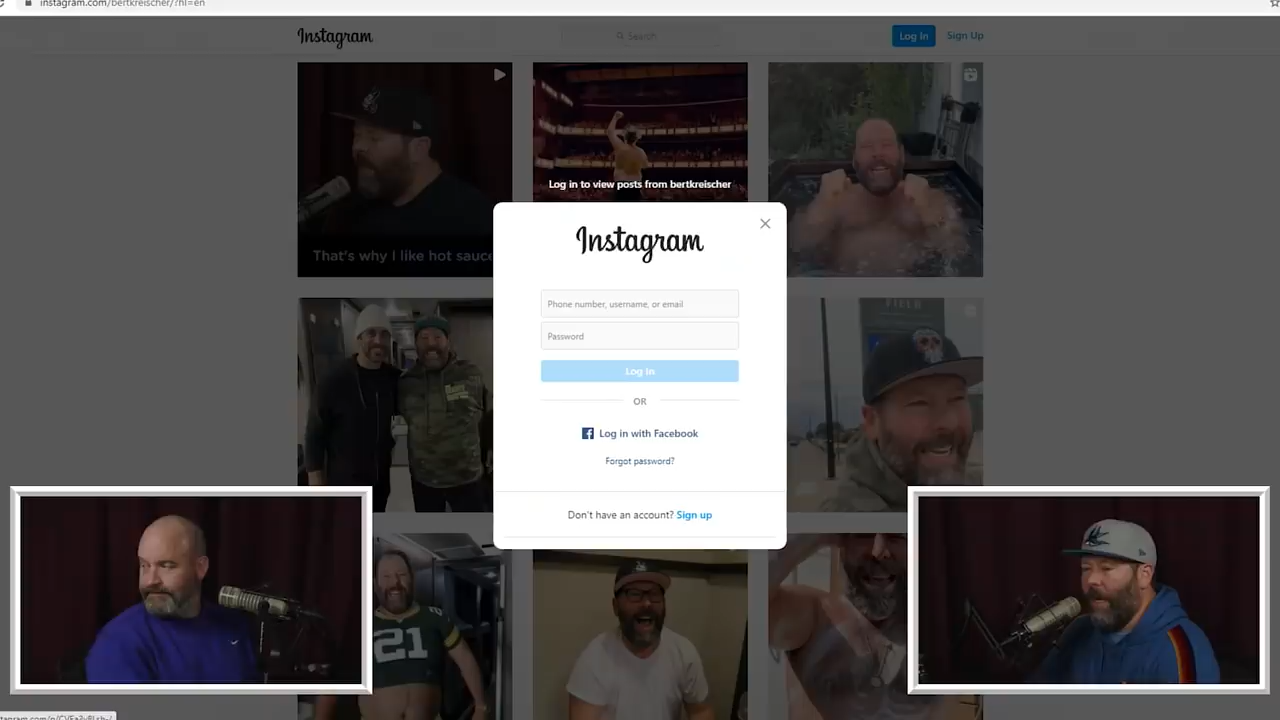 instagram.com/bertkreischer/?hl=en
Instagram
Search
Log In
Sign Up
That's why I like hot sauce
FIELD
Log in to view posts from bertkreischer
Instagram
Phone number, username, or email
Password
Log In
OR
Log in with Facebook
Forgot password?
Don't have an account? Sign up
21